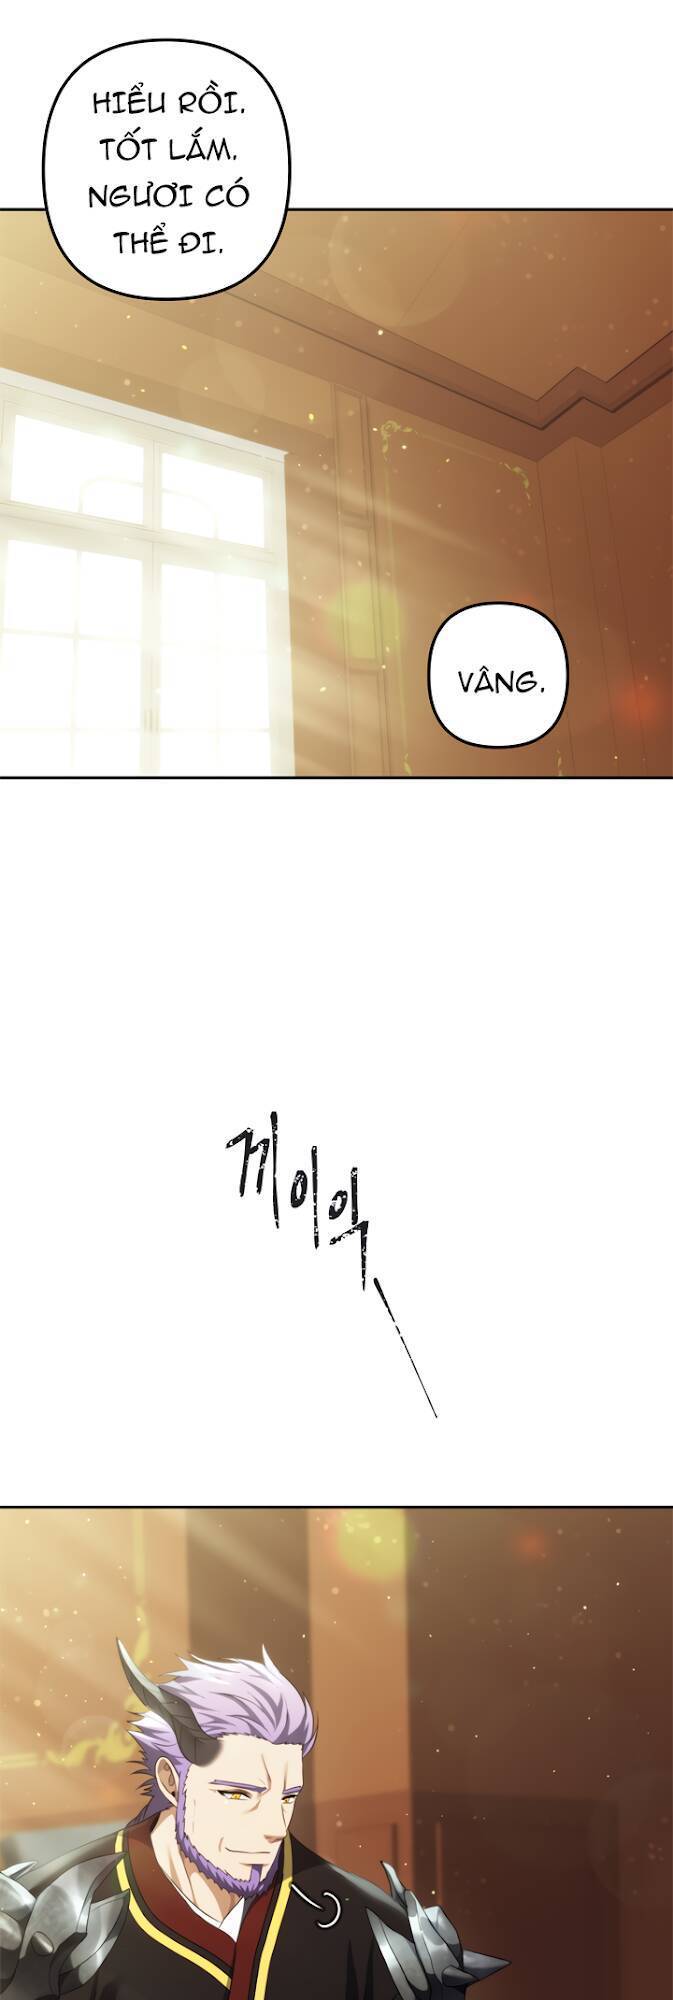 HIỂU RỒI.
TỐT LẮM.
NGƯƠI CÓ
THỂ ĐI.
VÂNG.
끼이익